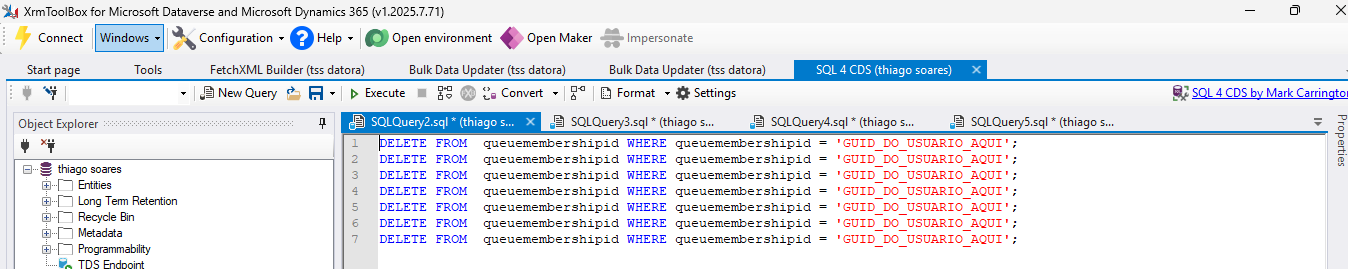 XrmToolBox for Microsoft Dataverse and Microsoft Dynamics 365 (v1.2025.7.71)
Connect Windows Configuration Help Open environment Open Maker Impersonate
Start page Tools FetchXML Builder (tss datora) Bulk Data Updater (tss datora) Bulk Data Updater (tss datora) SQL 4 CDS (thiago soares)
New Query Execute Convert Format Settings SQL 4 CDS by Mark Carrington
Object Explorer
SQLQuery2.sql * (thiago s... SQLQuery3.sql * (thiago s... SQLQuery4.sql * (thiago s... SQLQuery5.sql * (thiago s...
Properties
thiago soares
Entities
Long Term Retention
Recycle Bin
Metadata
Programmability
TDS Endpoint
1 DELETE FROM  queuemembershipid WHERE queuemembershipid = 'GUID_DO_USUARIO_AQUI';
2 DELETE FROM  queuemembershipid WHERE queuemembershipid = 'GUID_DO_USUARIO_AQUI';
3 DELETE FROM  queuemembershipid WHERE queuemembershipid = 'GUID_DO_USUARIO_AQUI';
4 DELETE FROM  queuemembershipid WHERE queuemembershipid = 'GUID_DO_USUARIO_AQUI';
5 DELETE FROM  queuemembershipid WHERE queuemembershipid = 'GUID_DO_USUARIO_AQUI';
6 DELETE FROM  queuemembershipid WHERE queuemembershipid = 'GUID_DO_USUARIO_AQUI';
7 DELETE FROM  queuemembershipid WHERE queuemembershipid = 'GUID_DO_USUARIO_AQUI';